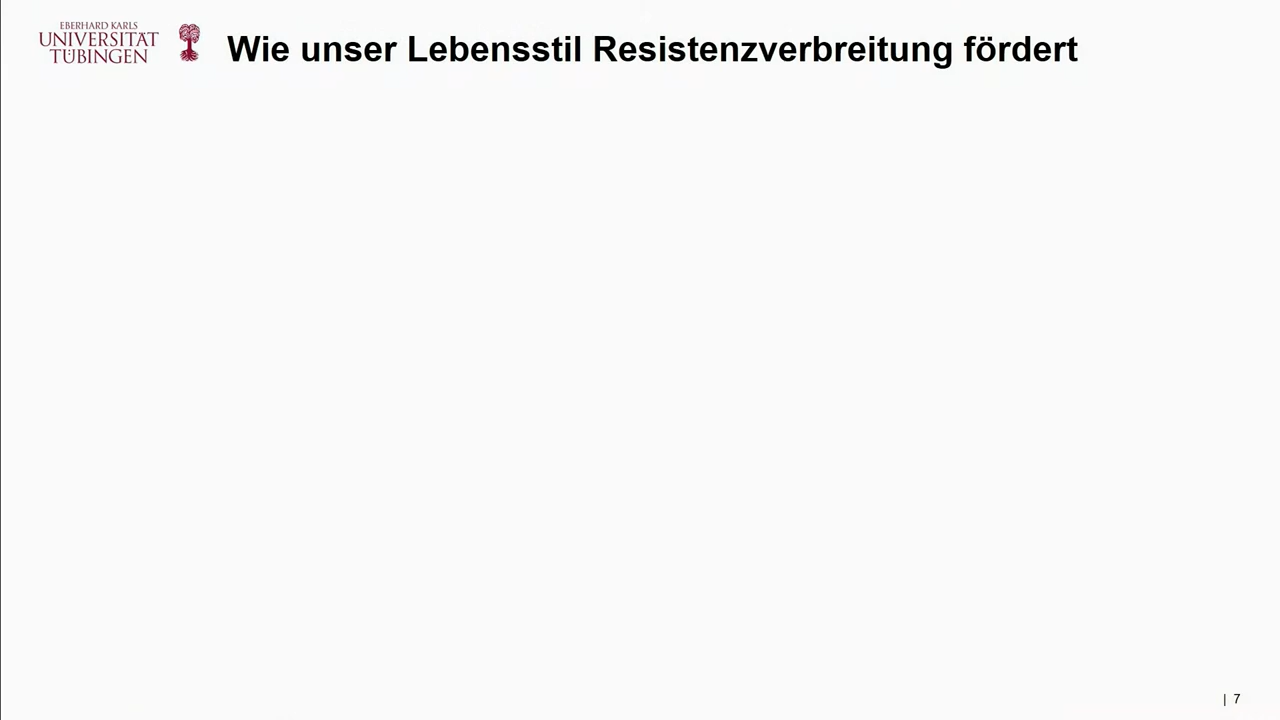 EBERHARD KARLS
UNIVERSITÄT
TÜBINGEN
Wie unser Lebensstil Resistenzverbreitung fördert
| 7